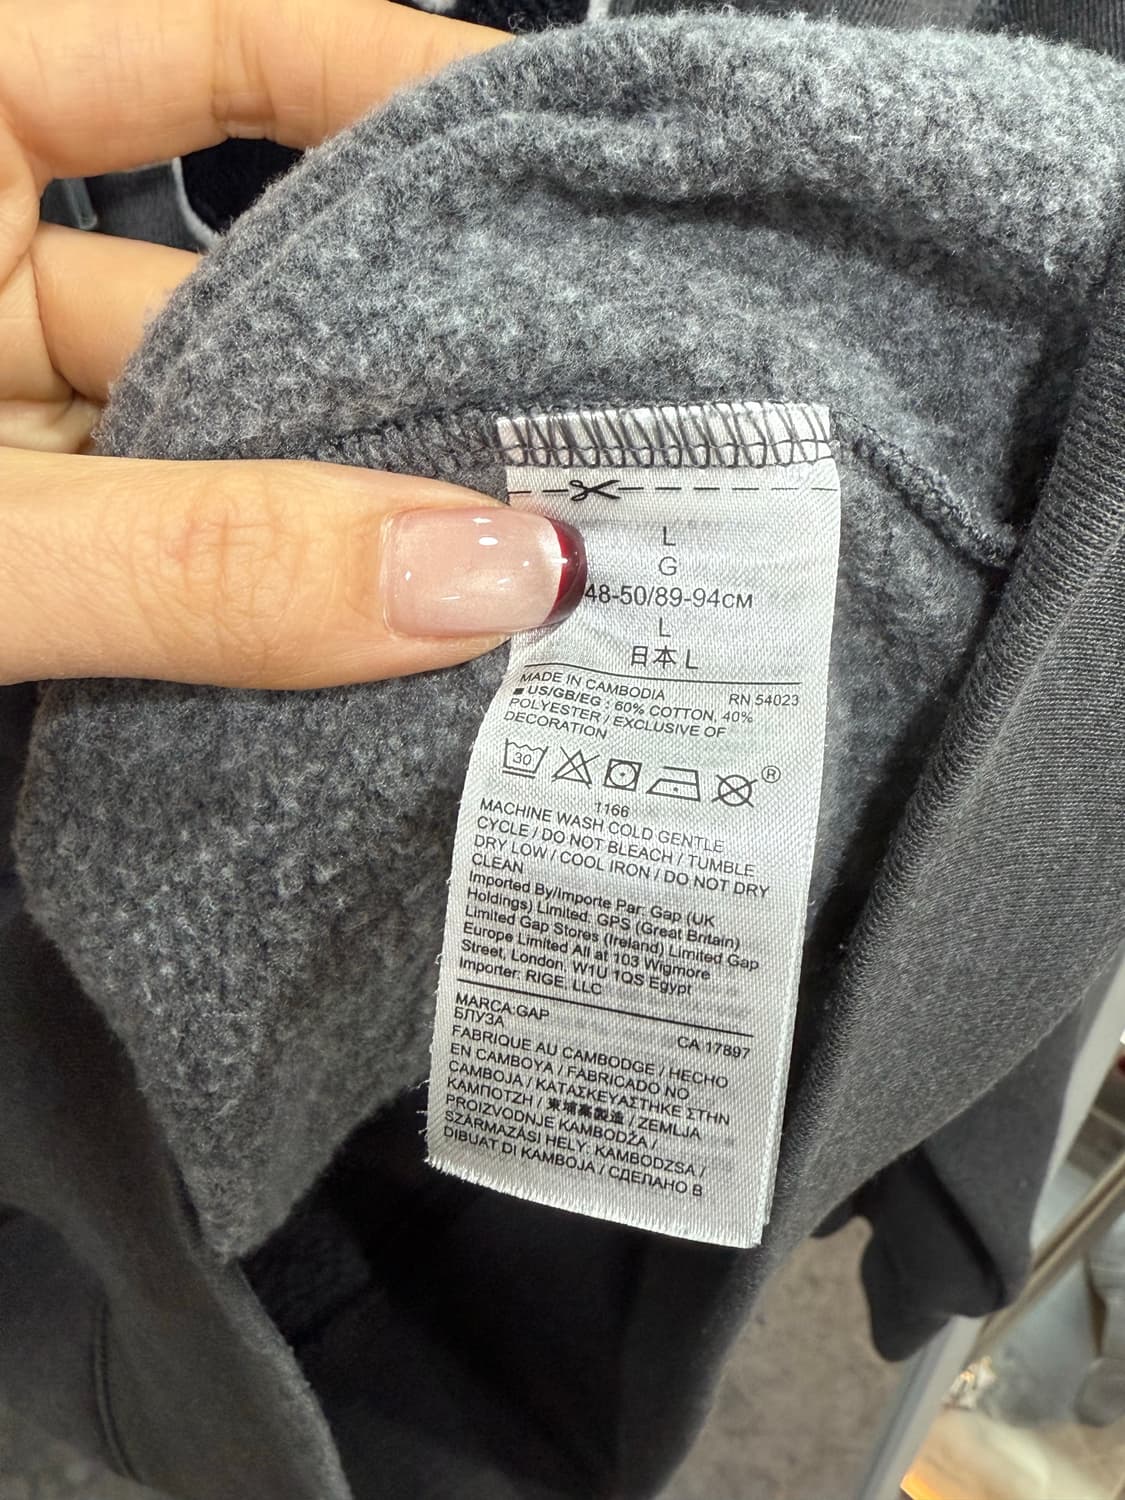 L
G
48-50/89-94CM
L
日本 L
MADE IN CAMBODIA RN 54023
■ US/GB/EG : 60% COTTON, 40%
POLYESTER / EXCLUSIVE OF
DECORATION
30 ®
1166
MACHINE WASH COLD GENTLE
CYCLE / DO NOT BLEACH / TUMBLE
DRY LOW / COOL IRON / DO NOT DRY
CLEAN
Imported By/Importe Par: Gap (UK
Holdings) Limited. GPS (Great Britain)
Limited Gap Stores (Ireland) Limited Gap
Europe Limited All at 103 Wigmore
Street, London. W1U 1QS Egypt
Importer: RIGE, LLC
MARCA:GAP
БЛУЗА CA 17897
FABRIQUE AU CAMBODGE / HECHO
EN CAMBOYA / FABRICADO NO
CAMBOJA / ΚΑΤΑΣΚΕΥΑΣΤΗΚΕ ΣΤΗΝ
ΚΑΜΠΟΤΖΗ / 柬埔寨製造 / ZEMLJA
PROIZVODNJE KAMBODŽA /
SZÁRMAZÁSI HELY: KAMBODZSA /
DIBUAT DI KAMBOJA / СДЕЛАНО В